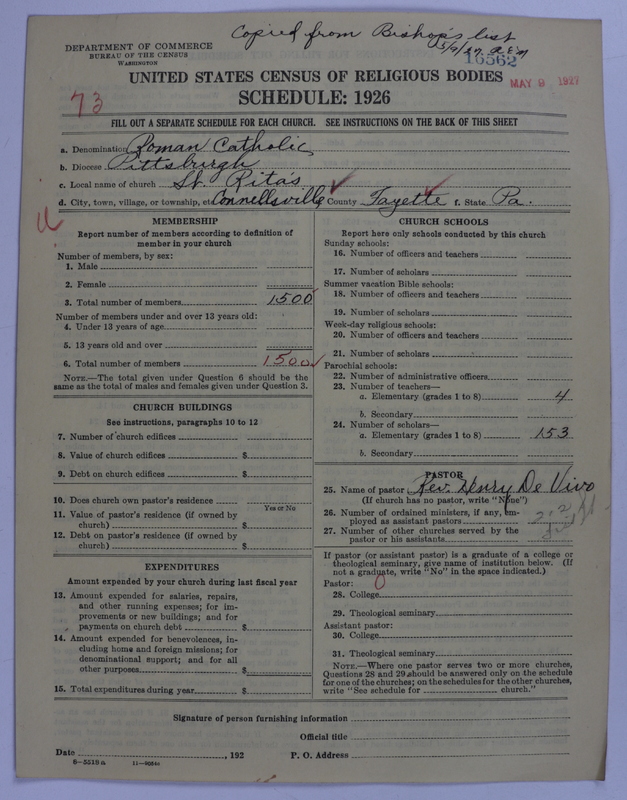 Copied from Bishop's list
5/9/27
16562
MAY 9 1927
DEPARTMENT OF COMMERCE
BUREAU OF THE CENSUS
WASHINGTON
UNITED STATES CENSUS OF RELIGIOUS BODIES
73
SCHEDULE: 1926
FILL OUT A SEPARATE SCHEDULE FOR EACH CHURCH. SEE INSTRUCTIONS ON THE BACK OF THIS SHEET
a. Denomination Roman Catholic
b. Diocese Pittsburgh
c. Local name of church St. Rita's
d. City, town, village, or township, etc Connellsville County Fayette f. State Pa.
MEMBERSHIP
Report number of members according to definition of
member in your church
Number of members, by sex:
1. Male
2. Female
3. Total number of members 1500
Number of members under and over 13 years old:
4. Under 13 years of age
5. 13 years old and over
6. Total number of members 1500
NOTE.—The total given under Question 6 should be the
same as the total of males and females given under Question 3.
CHURCH BUILDINGS
See instructions, paragraphs 10 to 12
7. Number of church edifices
8. Value of church edifices $
9. Debt on church edifices $
10. Does church own pastor's residence
Yes or No
11. Value of pastor's residence (if owned by
church) $
12. Debt on pastor's residence (if owned by
church) $
EXPENDITURES
Amount expended by your church during last fiscal year
13. Amount expended for salaries, repairs,
and other running expenses; for im-
provements or new buildings; and for
payments on church debt $
14. Amount expended for benevolences, in-
cluding home and foreign missions; for
denominational support; and for all
other purposes $
15. Total expenditures during year $
CHURCH SCHOOLS
Report here only schools conducted by this church
Sunday schools:
16. Number of officers and teachers
17. Number of scholars
Summer vacation Bible schools:
18. Number of officers and teachers
19. Number of scholars
Week-day religious schools:
20. Number of officers and teachers
21. Number of scholars
Parochial schools:
22. Number of administrative officers
23. Number of teachers—
a. Elementary (grades 1 to 8) 4
b. Secondary
24. Number of scholars—
a. Elementary (grades 1 to 8) 153
b. Secondary
PASTOR
25. Name of pastor Rev. Henry De Vivo
(If church has no pastor, write "None")
26. Number of ordained ministers, if any, em-
ployed as assistant pastors
27. Number of other churches served by the
pastor or his assistants
If pastor (or assistant pastor) is a graduate of a college or
theological seminary, give name of institution below. (If
not a graduate, write "No" in the space indicated.)
Pastor:
28. College
29. Theological seminary
Assistant pastor:
30. College
31. Theological seminary
NOTE.—Where one pastor serves two or more churches,
Questions 28 and 29 should be answered only on the schedule
for one of the churches; on the schedules for the other churches,
write "See schedule for church."
Signature of person furnishing information
Official title
Date , 192 P. O. Address
8-5518a